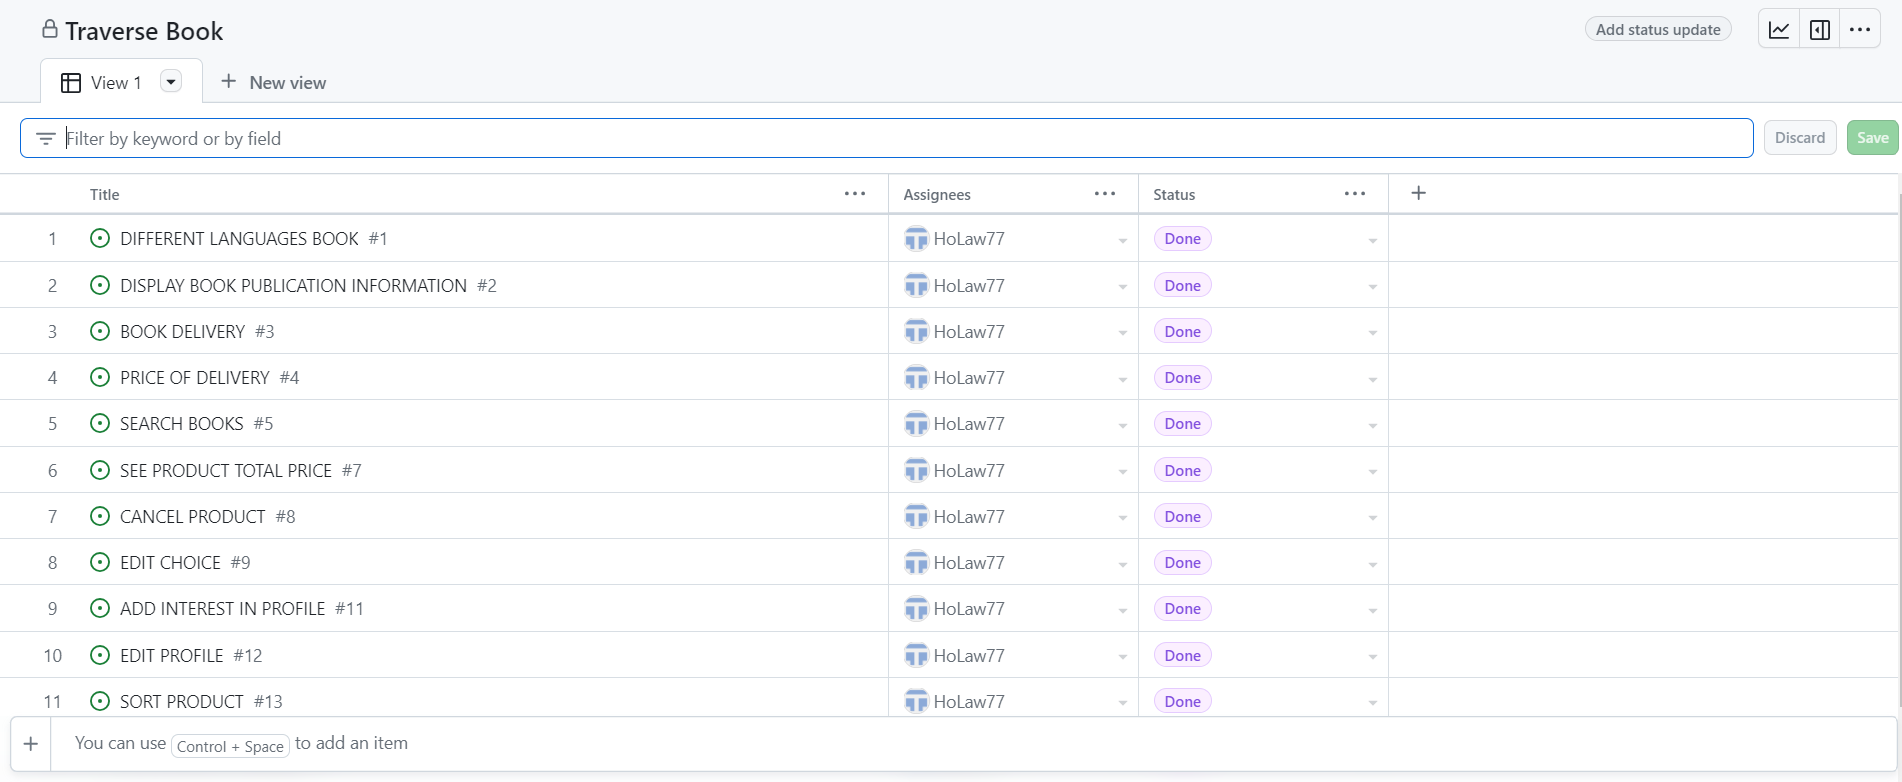 Traverse Book
Add status update
View 1
New view
Filter by keyword or by field
Discard
Save
Title
Assignees
Status
1 DIFFERENT LANGUAGES BOOK #1 HoLaw77 Done
2 DISPLAY BOOK PUBLICATION INFORMATION #2 HoLaw77 Done
3 BOOK DELIVERY #3 HoLaw77 Done
4 PRICE OF DELIVERY #4 HoLaw77 Done
5 SEARCH BOOKS #5 HoLaw77 Done
6 SEE PRODUCT TOTAL PRICE #7 HoLaw77 Done
7 CANCEL PRODUCT #8 HoLaw77 Done
8 EDIT CHOICE #9 HoLaw77 Done
9 ADD INTEREST IN PROFILE #11 HoLaw77 Done
10 EDIT PROFILE #12 HoLaw77 Done
11 SORT PRODUCT #13 HoLaw77 Done
You can use Control + Space to add an item